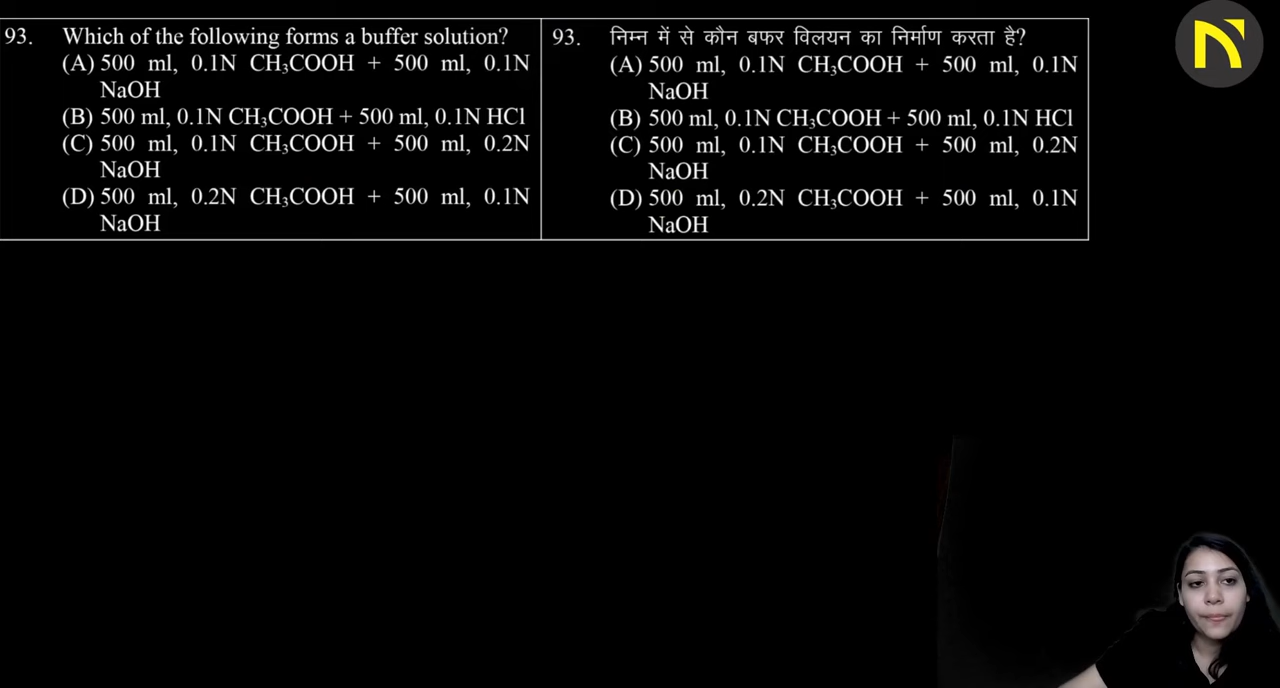 93. Which of the following forms a buffer solution?
(A) 500 ml, 0.1N CH₃COOH + 500 ml, 0.1N
NaOH
(B) 500 ml, 0.1N CH₃COOH + 500 ml, 0.1N HCl
(C) 500 ml, 0.1N CH₃COOH + 500 ml, 0.2N
NaOH
(D) 500 ml, 0.2N CH₃COOH + 500 ml, 0.1N
NaOH
93. निम्न में से कौन बफर विलयन का निर्माण करता है?
(A) 500 ml, 0.1N CH₃COOH + 500 ml, 0.1N
NaOH
(B) 500 ml, 0.1N CH₃COOH + 500 ml, 0.1N HCl
(C) 500 ml, 0.1N CH₃COOH + 500 ml, 0.2N
NaOH
(D) 500 ml, 0.2N CH₃COOH + 500 ml, 0.1N
NaOH
N